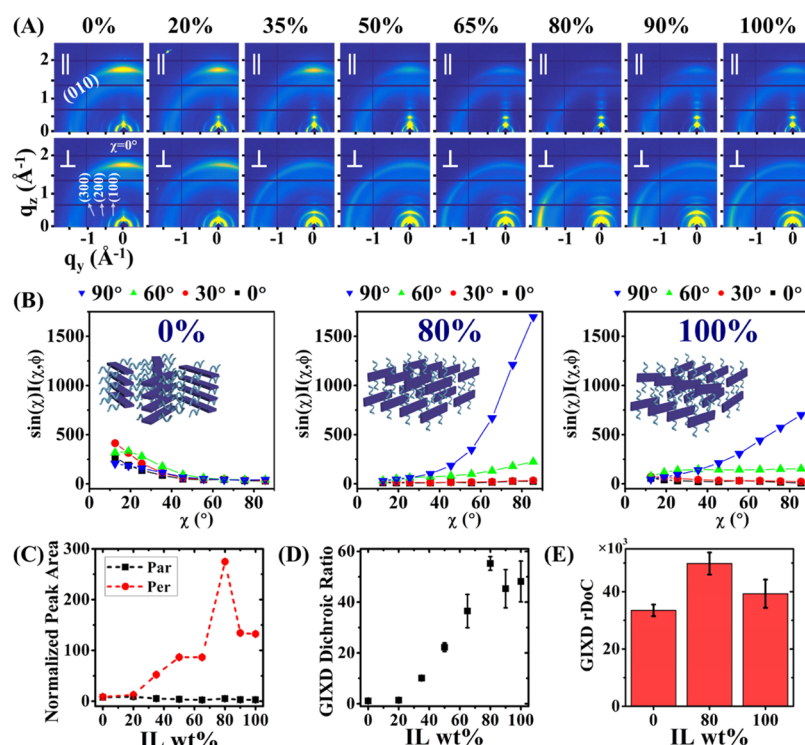 (A) 0% 20% 35% 50% 65% 80% 90% 100%
2 || || || || || || || ||
1 (010)
0
2 ⊥ χ=0° ⊥ ⊥ ⊥ ⊥ ⊥ ⊥ ⊥
1 (300) (200) (100)
0
qz (Å-1)
-1 0 -1 0 -1 0 -1 0 -1 0 -1 0 -1 0 -1 0
qy (Å-1)
(B) 90° 60° 30° 0° 90° 60° 30° 0° 90° 60° 30° 0°
0% 80% 100%
1500 1500 1500
1000 1000 1000
500 500 500
0 0 0
sin(χ)I(χ,ϕ) sin(χ)I(χ,ϕ) sin(χ)I(χ,ϕ)
0 20 40 60 80 0 20 40 60 80 0 20 40 60 80
χ (°) χ (°) χ (°)
(C)
Normalized Peak Area
300
200
100
0
Par
Per
0 20 40 60 80 100
IL wt%
(D)
GIXD Dichroic Ratio
60
40
20
0
0 20 40 60 80 100
IL wt%
(E)
×10³
GIXD rDoC
60
40
20
0
0 80 100
IL wt%